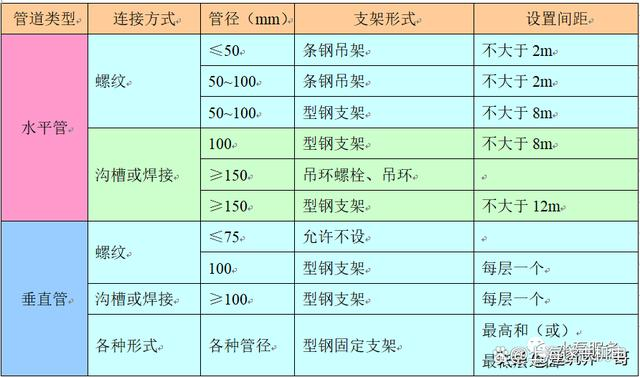 管道类型 连接方式 管径（mm） 支架形式 设置间距
水平管 螺纹 ≤50 条钢吊架 不大于 2m
50~100 条钢吊架 不大于 2m
50~100 型钢支架 不大于 8m
沟槽或焊接 100 型钢支架 不大于 8m
≥150 吊环螺栓、吊环
≥150 型钢支架 不大于 12m
垂直管 螺纹 ≤75 允许不设
100 型钢支架 每层一个
沟槽或焊接 ≥100 型钢支架 每层一个
各种形式 各种管径 型钢固定支架 最高和（或）